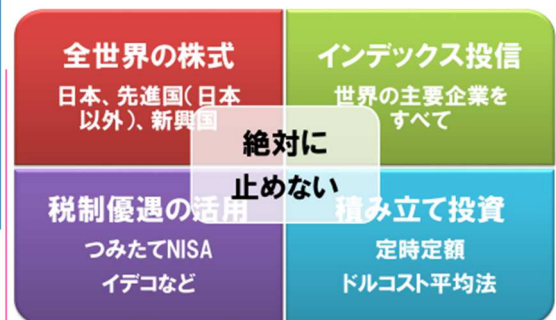 全世界の株式
日本、先進国(日本
以外)、新興国
インデックス投信
世界の主要企業を
すべて
絶対に
止めない
税制優遇の活用
つみたてNISA
イデコなど
積み立て投資
定時定額
ドルコスト平均法